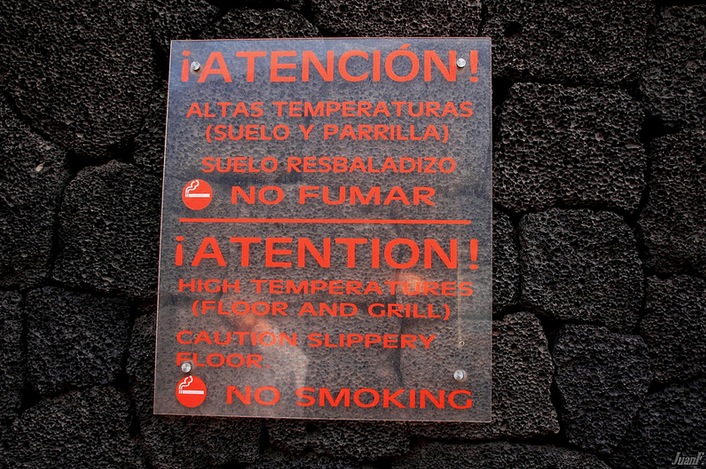 ¡ATENCIÓN!
ALTAS TEMPERATURAS
(SUELO Y PARRILLA)
SUELO RESBALADIZO
NO FUMAR
¡ATENTION!
HIGH TEMPERATURES
(FLOOR AND GRILL)
CAUTION SLIPPERY
FLOOR.
NO SMOKING
JuanF.